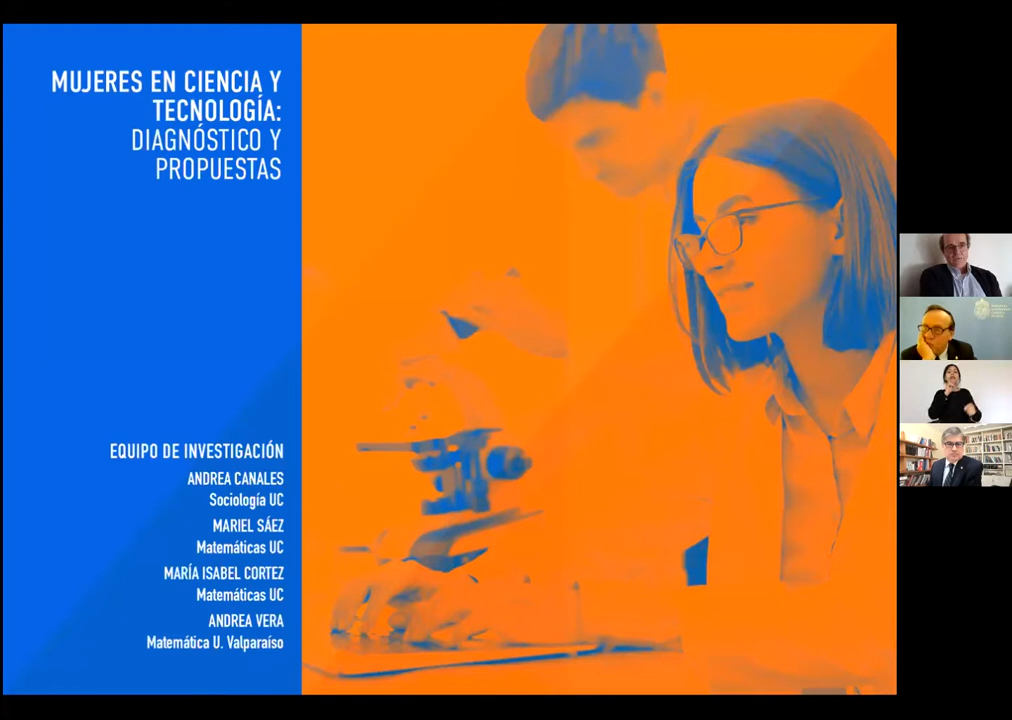 MUJERES EN CIENCIA Y
TECNOLOGÍA:
DIAGNÓSTICO Y
PROPUESTAS
EQUIPO DE INVESTIGACIÓN
ANDREA CANALES
Sociología UC
MARIEL SÁEZ
Matemáticas UC
MARÍA ISABEL CORTEZ
Matemáticas UC
ANDREA VERA
Matemática U. Valparaíso